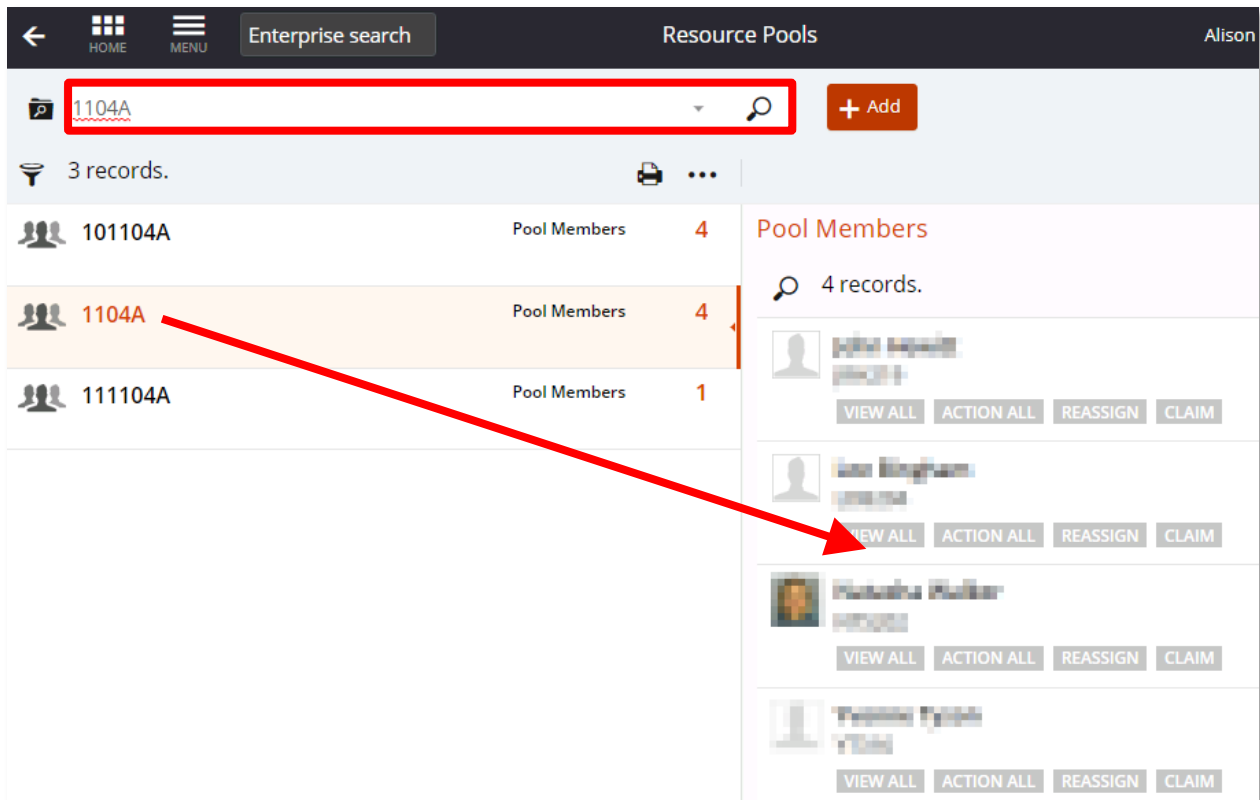 HOME
MENU
Enterprise search
Resource Pools
Alison
1104A
+ Add
3 records.
101104A Pool Members 4
1104A Pool Members 4
111104A Pool Members 1
Pool Members
4 records.
VIEW ALL ACTION ALL REASSIGN CLAIM
VIEW ALL ACTION ALL REASSIGN CLAIM
VIEW ALL ACTION ALL REASSIGN CLAIM
VIEW ALL ACTION ALL REASSIGN CLAIM